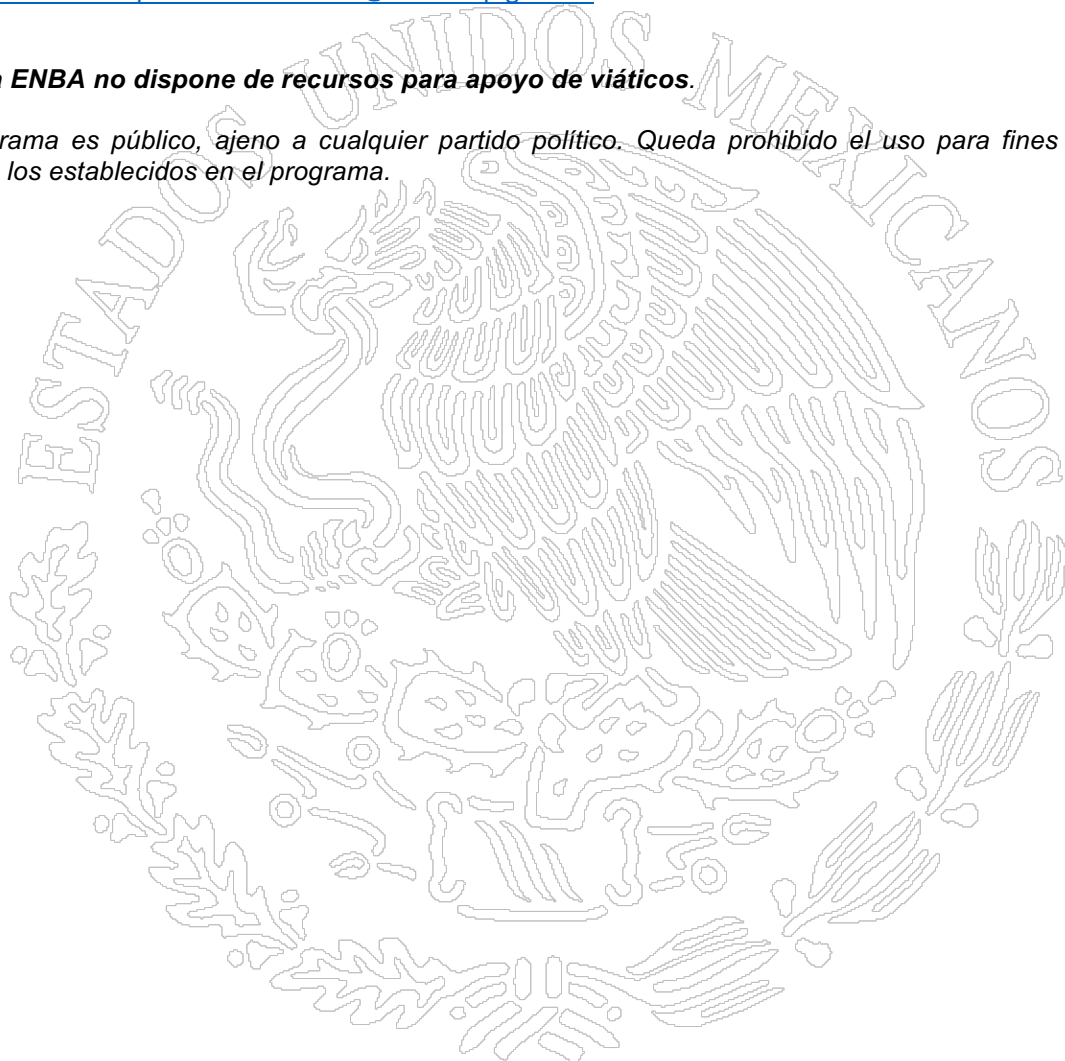 ENBA no dispone de recursos para apoyo de viáticos.
rama es público, ajeno a cualquier partido político. Queda prohibido el uso para fines
los establecidos en el programa.
ESTADOS UNIDOS MEXICANOS